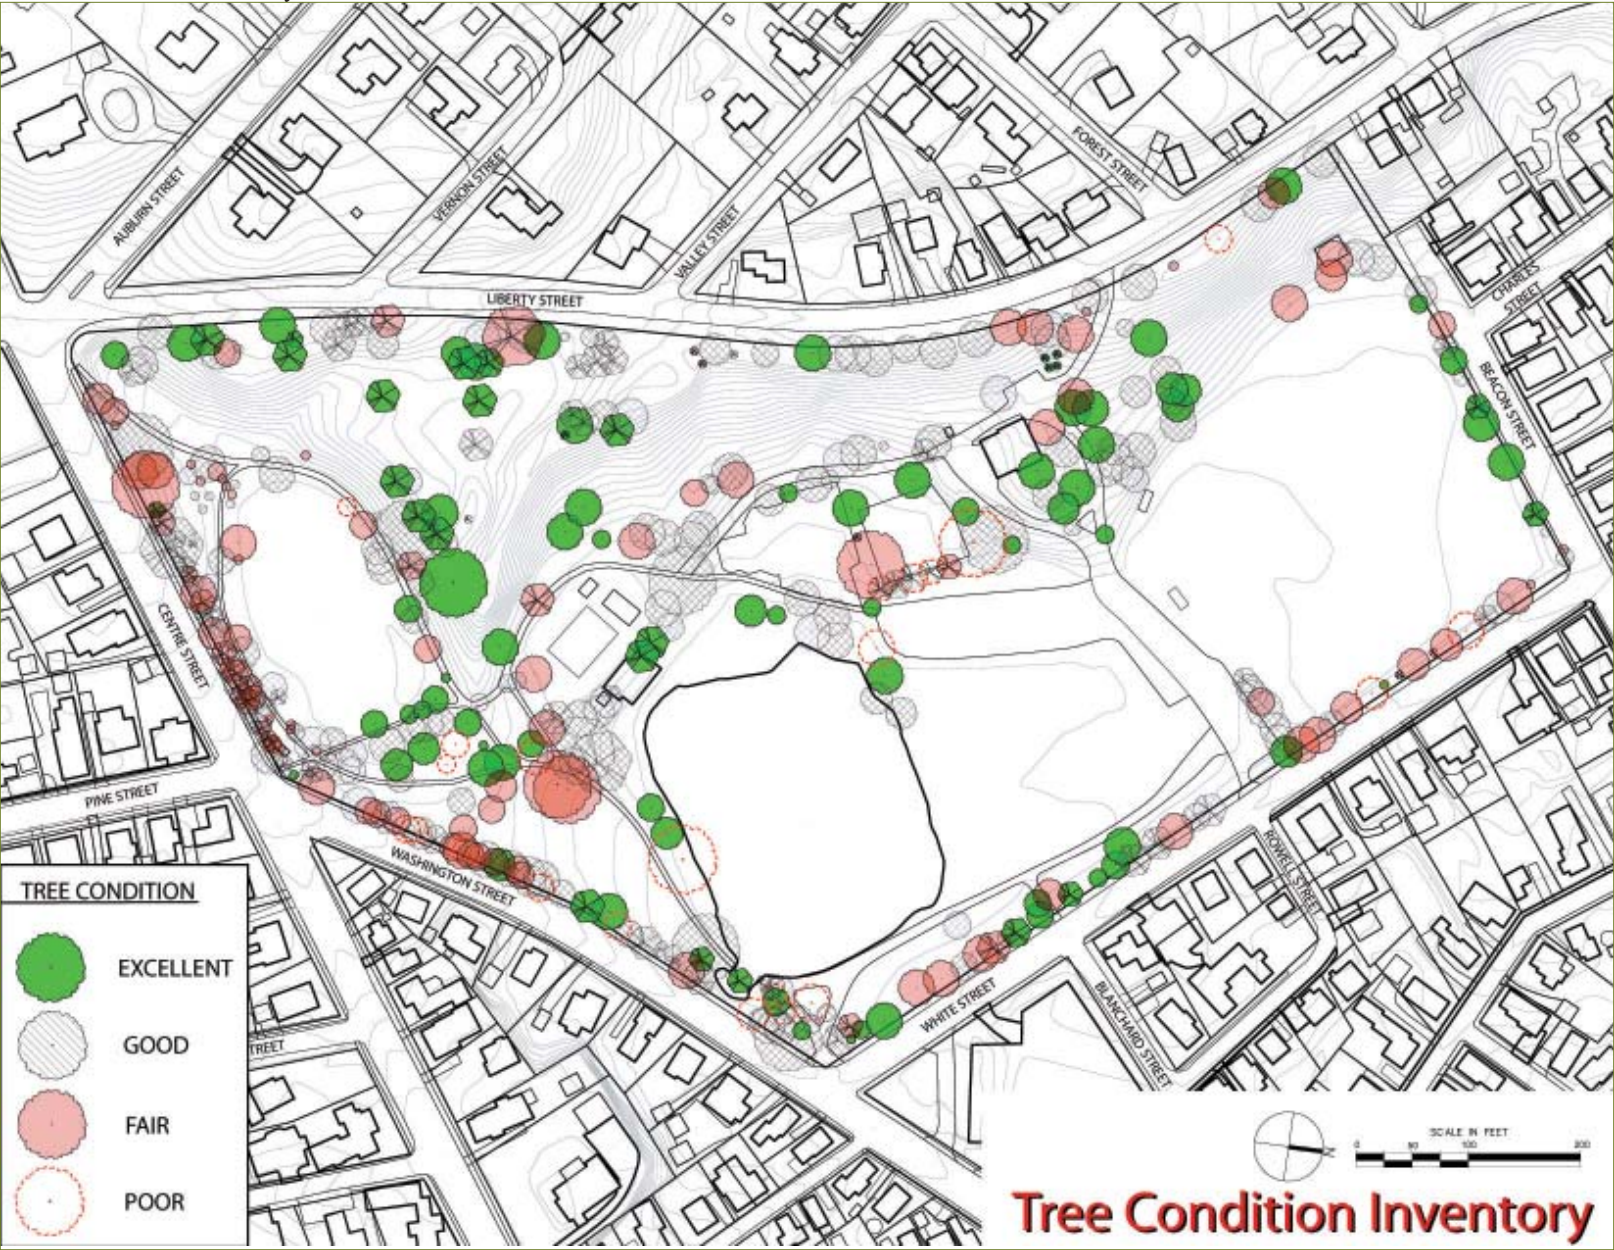 AUBURN STREET
VERNON STREET
VALLEY STREET
FOREST STREET
LIBERTY STREET
CHARLES
STREET
BEACON STREET
CENTRE STREET
PINE STREET
WASHINGTON STREET
ROWELL STREET
WHITE STREET
BLANCHARD STREET
TREE CONDITION
EXCELLENT
GOOD
FAIR
POOR
N
SCALE IN FEET
0 50 100 200
Tree Condition Inventory